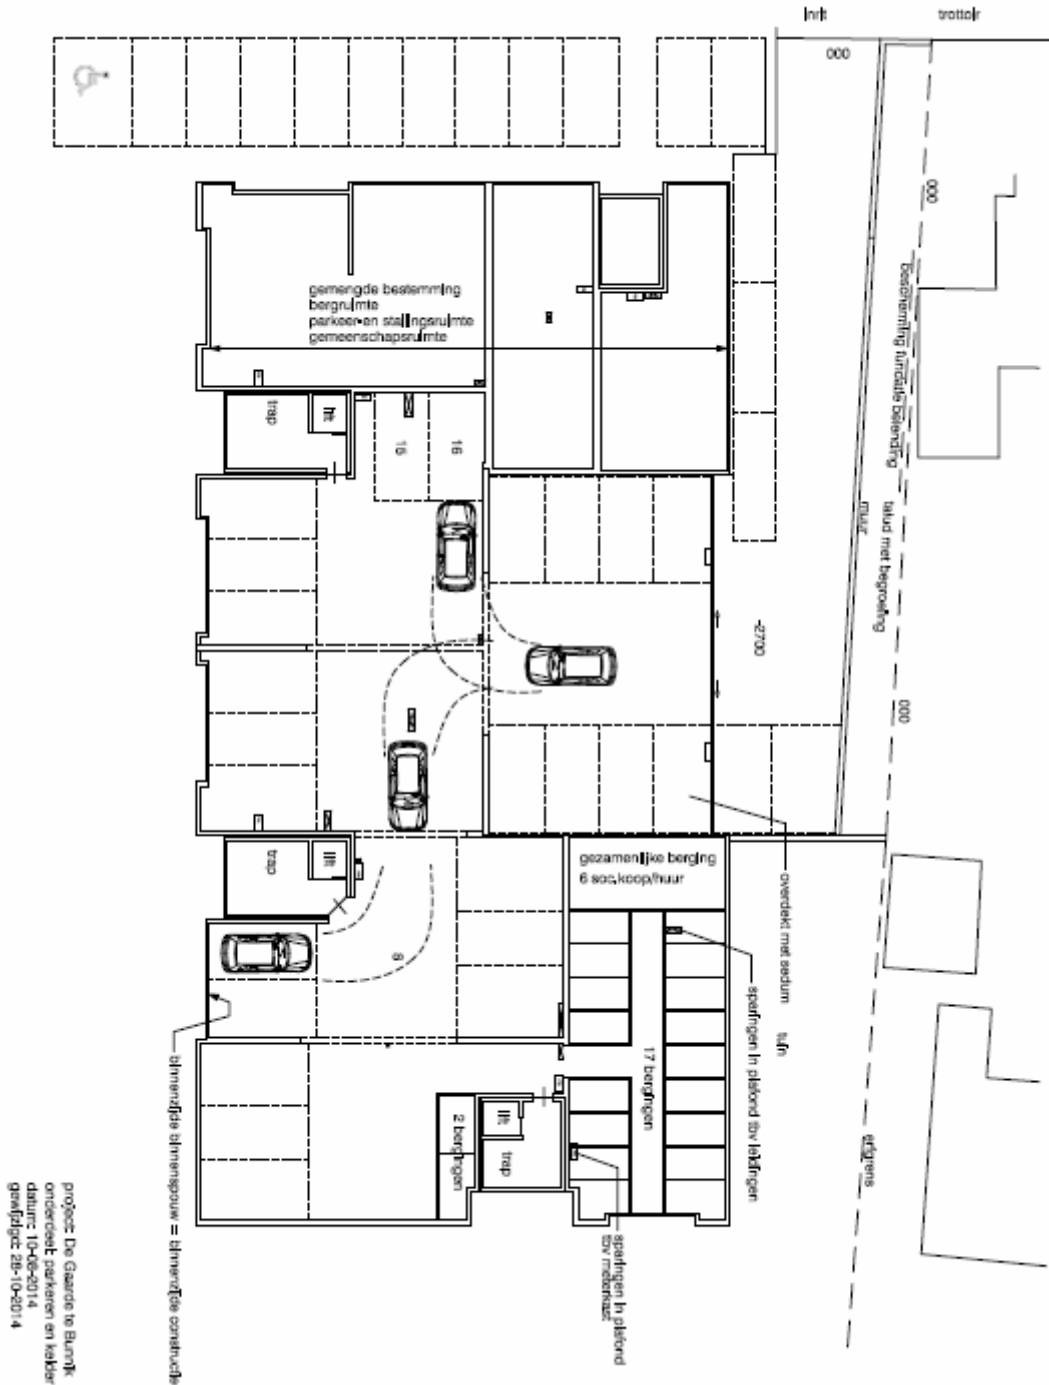 inrit
trottoir
000
000
bescherming fundatie belending
talud met begroeiing
muur
gemengde bestemming
bergruimte
parkeer-en stallingsruimte
gemeenschapsruimte
trap
lift
15
16
-2700
000
trap
lift
gezamenlijke berging
6 soc.koop/huur
overdekt met sedum tuin
sparingen in plafond tbv leidingen
17 bergingen
erfgrens
2 bergingen
lift
trap
sparingen in plafond
tbv meterkast
binnenzijde binnenspouw = binnenzijde constructie
project: De Gaarde te Bunnik
onderdeel: parkeren en kelder
datum: 10-06-2014
gewijzigd: 28-10-2014